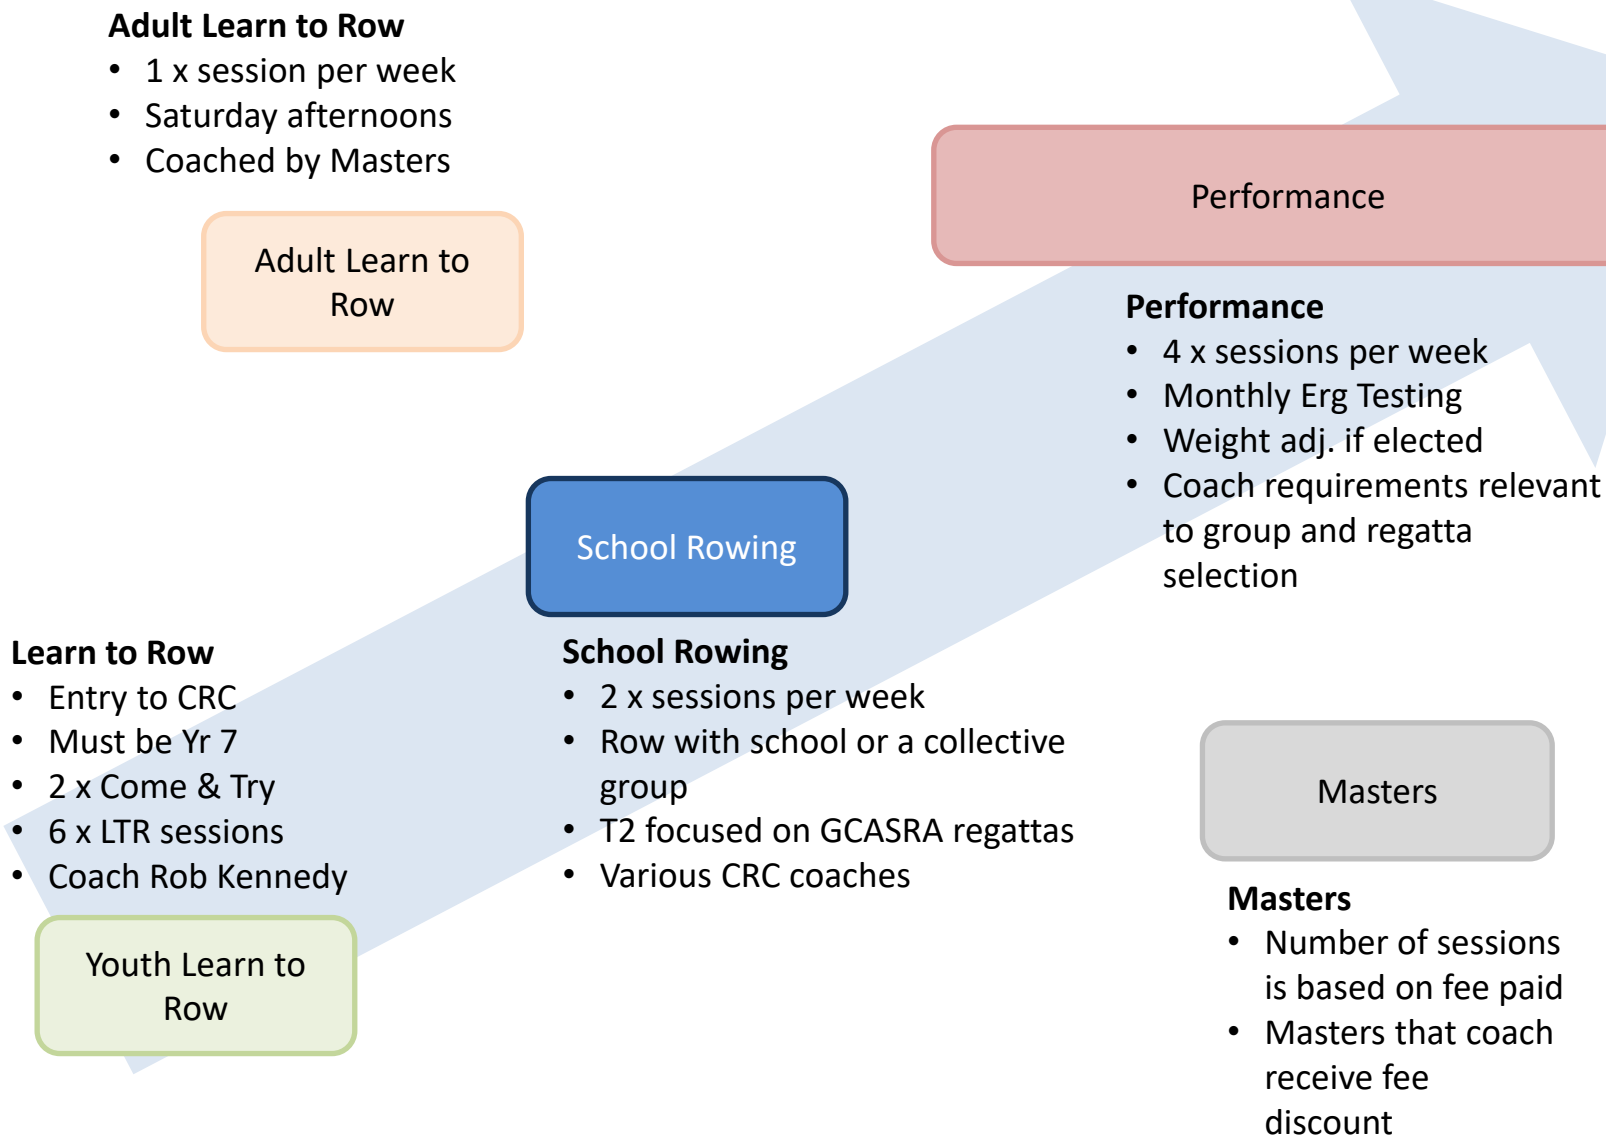 Adult Learn to Row
• 1 x session per week
• Saturday afternoons
• Coached by Masters
Adult Learn to
Row
Performance
Performance
• 4 x sessions per week
• Monthly Erg Testing
• Weight adj. if elected
• Coach requirements relevant
to group and regatta
selection
School Rowing
School Rowing
• 2 x sessions per week
• Row with school or a collective
group
• T2 focused on GCASRA regattas
• Various CRC coaches
Learn to Row
• Entry to CRC
• Must be Yr 7
• 2 x Come & Try
• 6 x LTR sessions
• Coach Rob Kennedy
Youth Learn to
Row
Masters
Masters
• Number of sessions
is based on fee paid
• Masters that coach
receive fee
discount